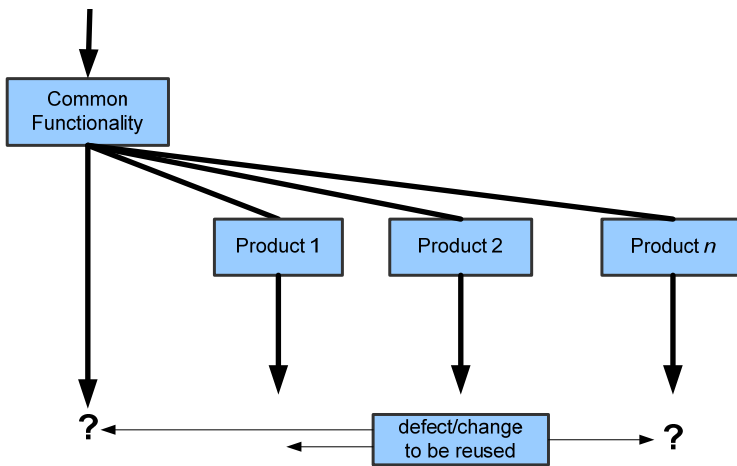 Common
Functionality
Product 1
Product 2
Product n
?
defect/change
to be reused
?